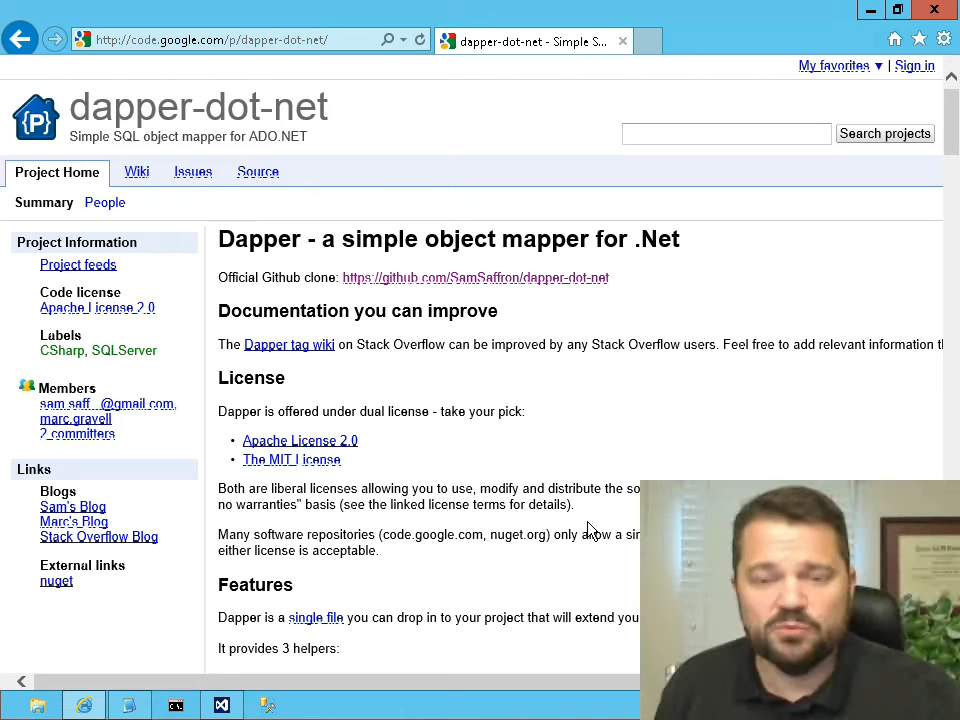 http://code.google.com/p/dapper-dot-net/
dapper-dot-net - Simple S...
My favorites ▼ | Sign in
{P}
dapper-dot-net
Simple SQL object mapper for ADO.NET
Search projects
Project Home Wiki Issues Source
Summary People
Project Information
Project feeds
Code license
Apache License 2.0
Labels
CSharp, SQLServer
Members
sam.saff...@gmail.com,
marc.gravell
2 committers
Links
Blogs
Sam's Blog
Marc's Blog
Stack Overflow Blog
External links
nuget
Dapper - a simple object mapper for .Net
Official Github clone: https://github.com/SamSaffron/dapper-dot-net
Documentation you can improve
The Dapper tag wiki on Stack Overflow can be improved by any Stack Overflow users. Feel free to add relevant information
License
Dapper is offered under dual license - take your pick:
• Apache License 2.0
• The MIT License
Both are liberal licenses allowing you to use, modify and distribute the so
no warranties" basis (see the linked license terms for details).
Many software repositories (code.google.com, nuget.org) only allow a sin
either license is acceptable.
Features
Dapper is a single file you can drop in to your project that will extend you
It provides 3 helpers: